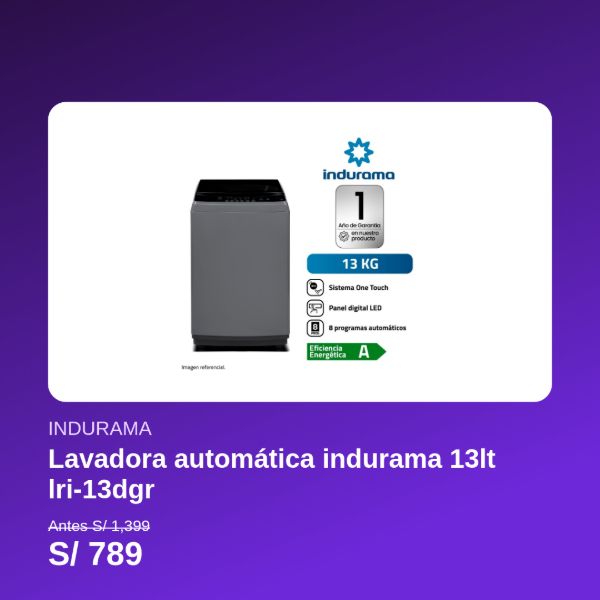 indurama
1
Año de Garantía
en nuestro
producto
13 KG
Sistema One Touch
Panel digital LED
8
8 programas automáticos
Eficiencia
Energética
A
Imagen referencial.
INDURAMA
Lavadora automática indurama 13lt
lri-13dgr
Antes S/ 1,399
S/ 789